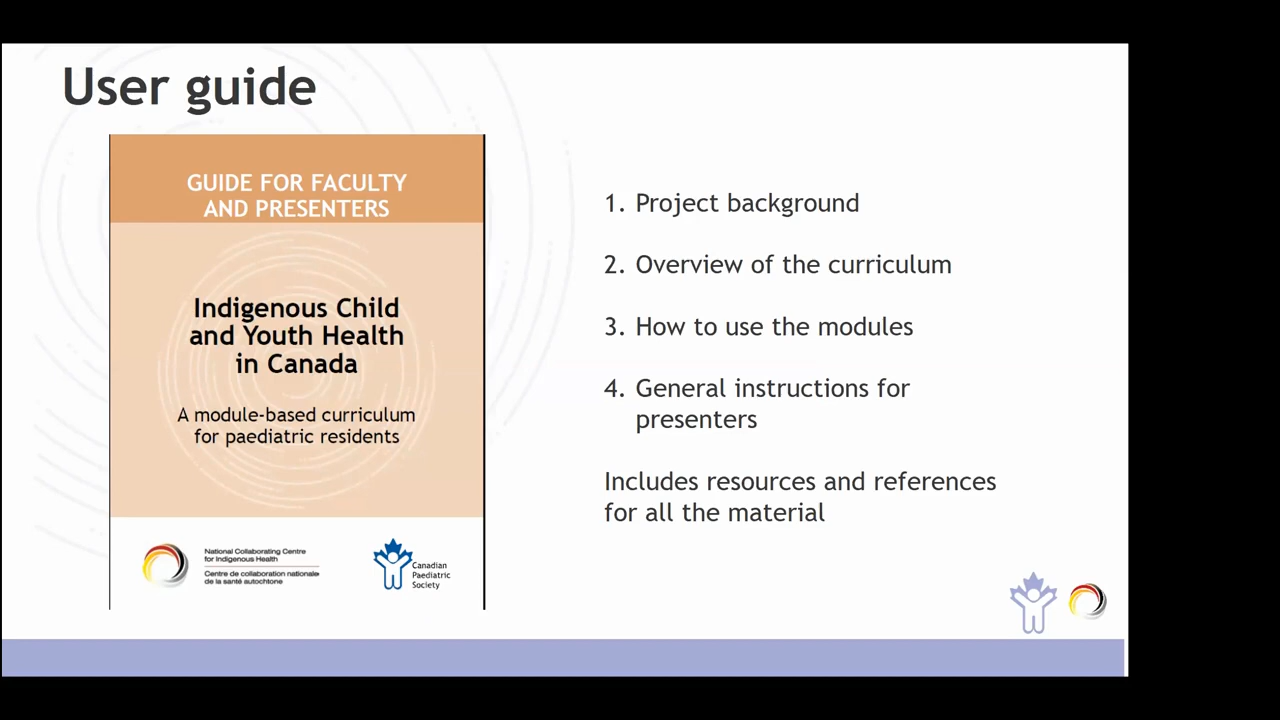 User guide
GUIDE FOR FACULTY
AND PRESENTERS
Indigenous Child
and Youth Health
in Canada
A module-based curriculum
for paediatric residents
National Collaborating Centre
for Indigenous Health
Centre de collaboration nationale
de la santé autochtone
Canadian
Paediatric
Society
1. Project background
2. Overview of the curriculum
3. How to use the modules
4. General instructions for
presenters
Includes resources and references
for all the material